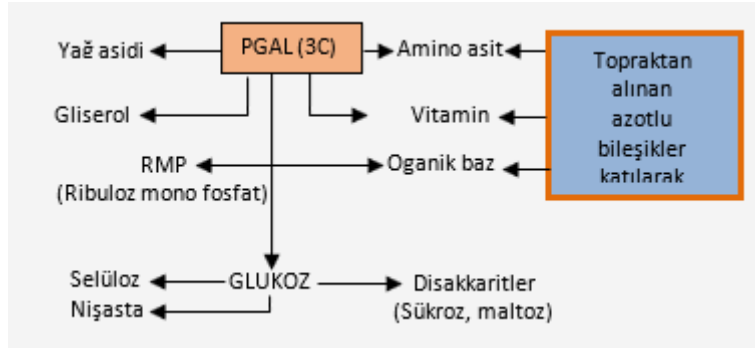 Yağ asidi
PGAL (3C)
Amino asit
Topraktan
alınan
azotlu
bileşikler
katılarak
Gliserol
Vitamin
RMP
(Ribuloz mono fosfat)
Oganik baz
Selüloz
GLUKOZ
Disakkaritler
Nişasta
(Sükroz, maltoz)